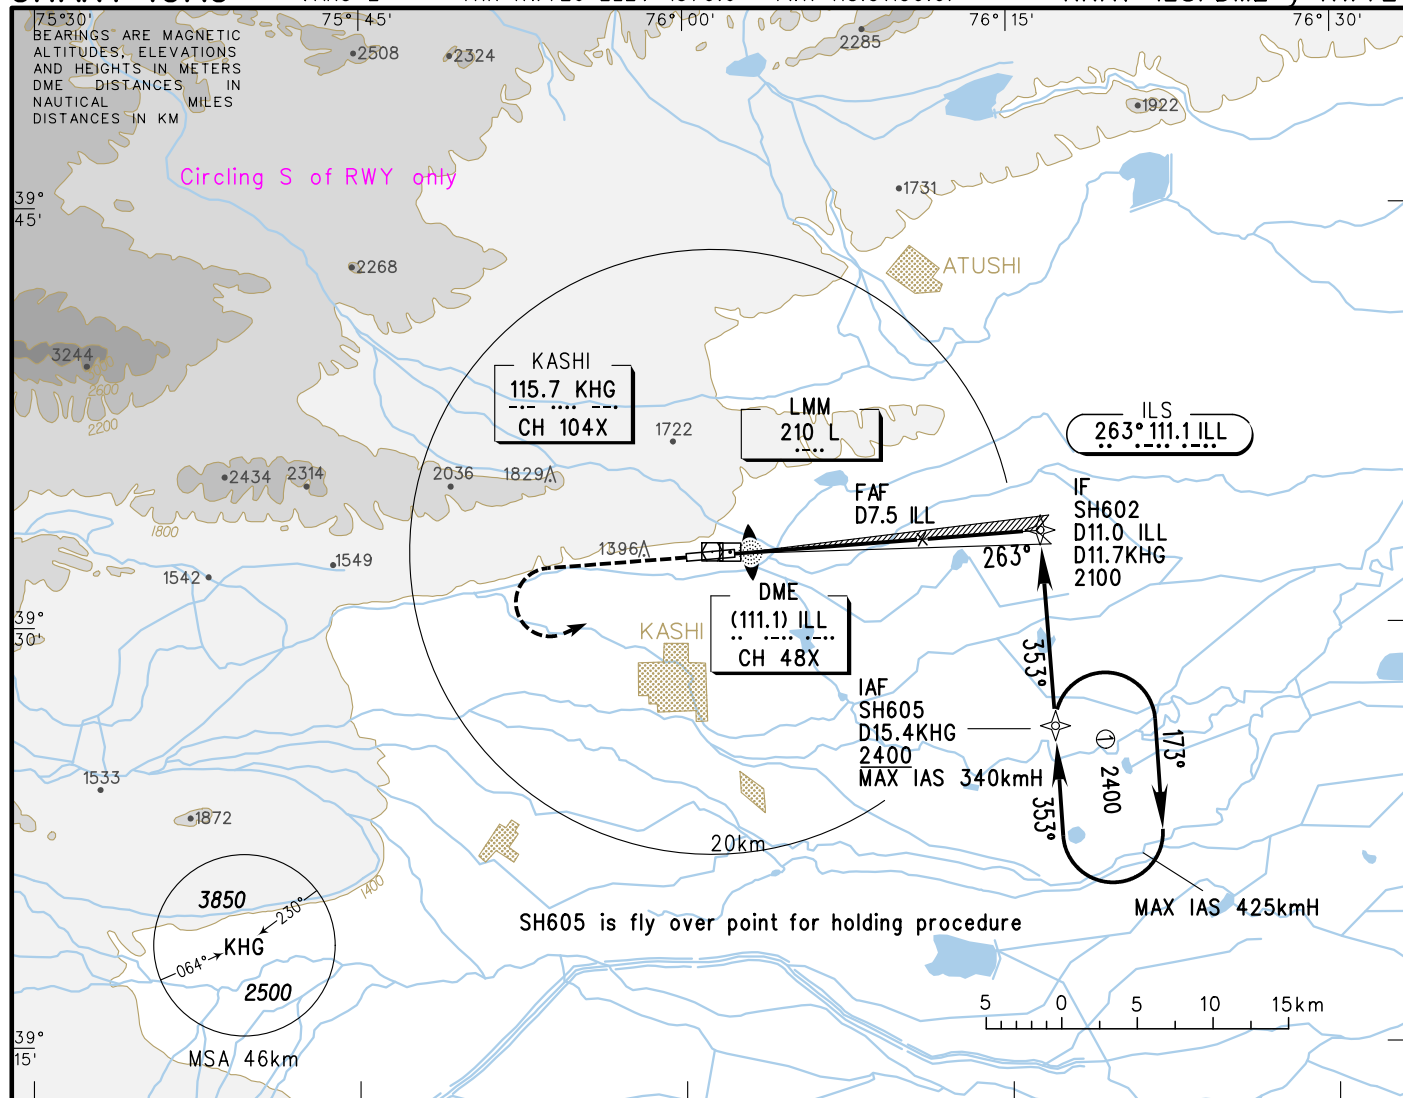 75°30'
75°45'
76°00'
76°15'
76°30'
BEARINGS ARE MAGNETIC
ALTITUDES, ELEVATIONS
AND HEIGHTS IN METERS
DME DISTANCES IN
NAUTICAL MILES
DISTANCES IN KM
2508
2324
2285
1922
Circling S of RWY only
1731
39°
45'
2268
ATUSHI
3244
2600
2200
KASHI
115.7 KHG
CH 104X
LMM
210 L
ILS
263° 111.1 ILL
1722
2434
2314
2036
1829
1800
FAF
D7.5 ILL
IF
SH602
D11.0 ILL
D11.7KHG
2100
263°
1396
1549
1542
DME
(111.1) ILL
CH 48X
39°
30'
KASHI
353°
IAF
SH605
D15.4KHG
2400
MAX IAS 340kmH
1
2400
173°
353°
1533
1872
20km
1400
MAX IAS 425kmH
SH605 is fly over point for holding procedure
3850
230°
KHG
064°
2500
MSA 46km
5 0 5 10 15km
39°
15'